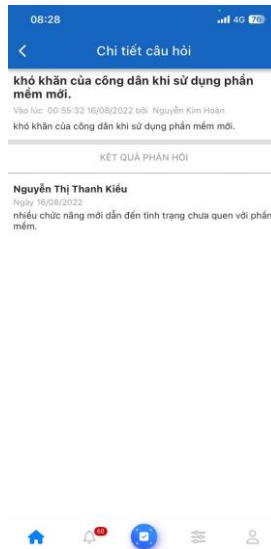 08:28
4G 70
Chi tiết câu hỏi
khó khăn của công dân khi sử dụng phần
mềm mới.
Vào lúc 00:55:32 16/08/2022 bởi Nguyễn Kim Hoàn
khó khăn của công dân khi sử dụng phần mềm mới.
KẾT QUẢ PHẢN HỒI
Nguyễn Thị Thanh Kiều
Ngày 16/08/2022
nhiều chức năng mới dẫn đến tình trạng chưa quen với phần
mềm.
68